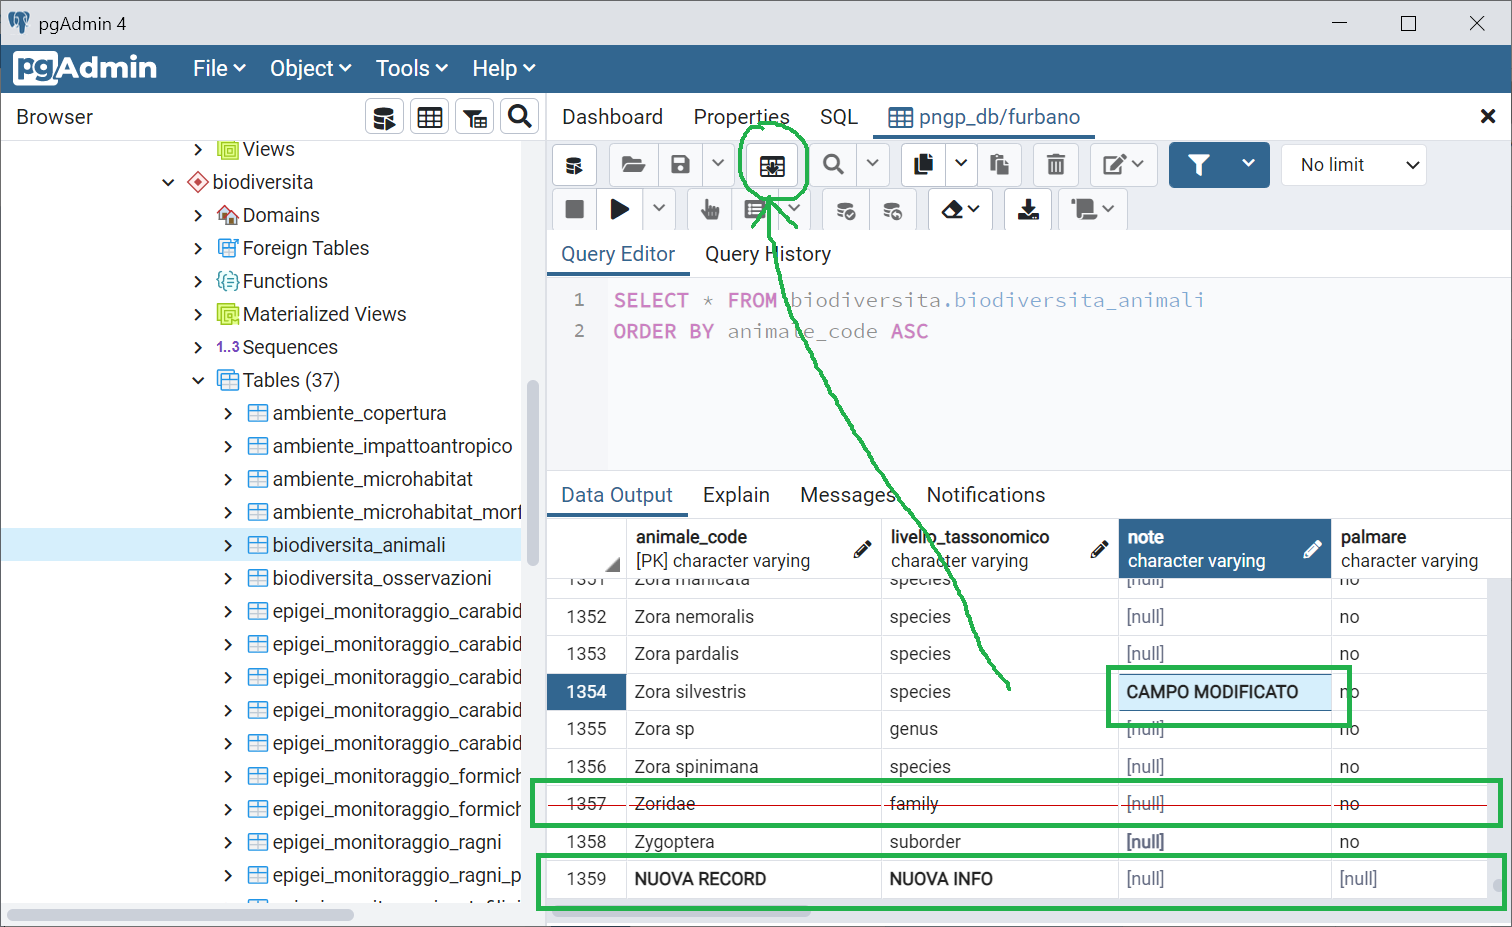 pgAdmin 4
pgAdmin File Object Tools Help
Browser
Dashboard Properties SQL pngp_db/furbano
No limit
Views
biodiversita
Domains
Foreign Tables
Functions
Materialized Views
1..3 Sequences
Tables (37)
ambiente_copertura
ambiente_impattoantropico
ambiente_microhabitat
ambiente_microhabitat_morf
biodiversita_animali
biodiversita_osservazioni
epigei_monitoraggio_carabid
epigei_monitoraggio_carabid
epigei_monitoraggio_carabid
epigei_monitoraggio_carabid
epigei_monitoraggio_carabid
epigei_monitoraggio_formich
epigei_monitoraggio_formich
epigei_monitoraggio_ragni
epigei_monitoraggio_ragni_p
Query Editor Query History
1 SELECT * FROM biodiversita.biodiversita_animali
2 ORDER BY animale_code ASC
Data Output Explain Messages Notifications
animale_code livello_tassonomico note palmare
[PK] character varying character varying character varying character varying
1351 Zora manicata species [null] no
1352 Zora nemoralis species [null] no
1353 Zora pardalis species [null] no
1354 Zora silvestris species CAMPO MODIFICATO no
1355 Zora sp genus [null] no
1356 Zora spinimana species [null] no
1357 Zoridae family [null] no
1358 Zygoptera suborder [null] no
1359 NUOVA RECORD NUOVA INFO [null] [null]